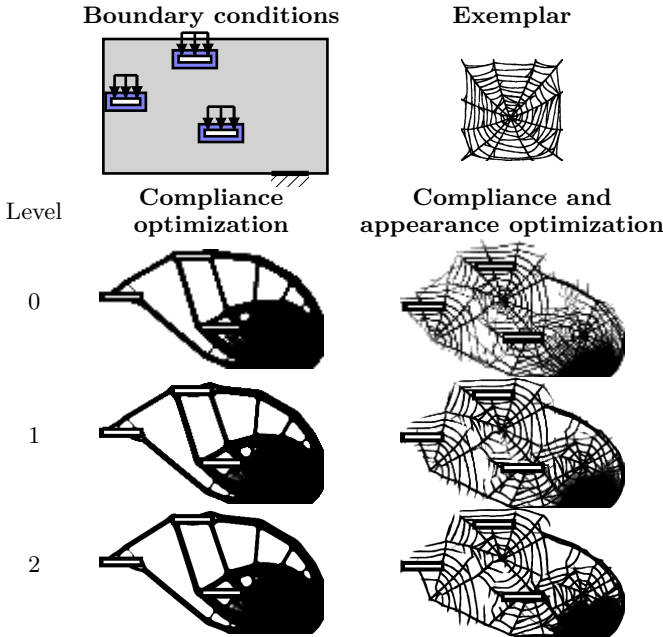 Boundary conditions
Exemplar
Level
Compliance
optimization
Compliance and
appearance optimization
0
1
2